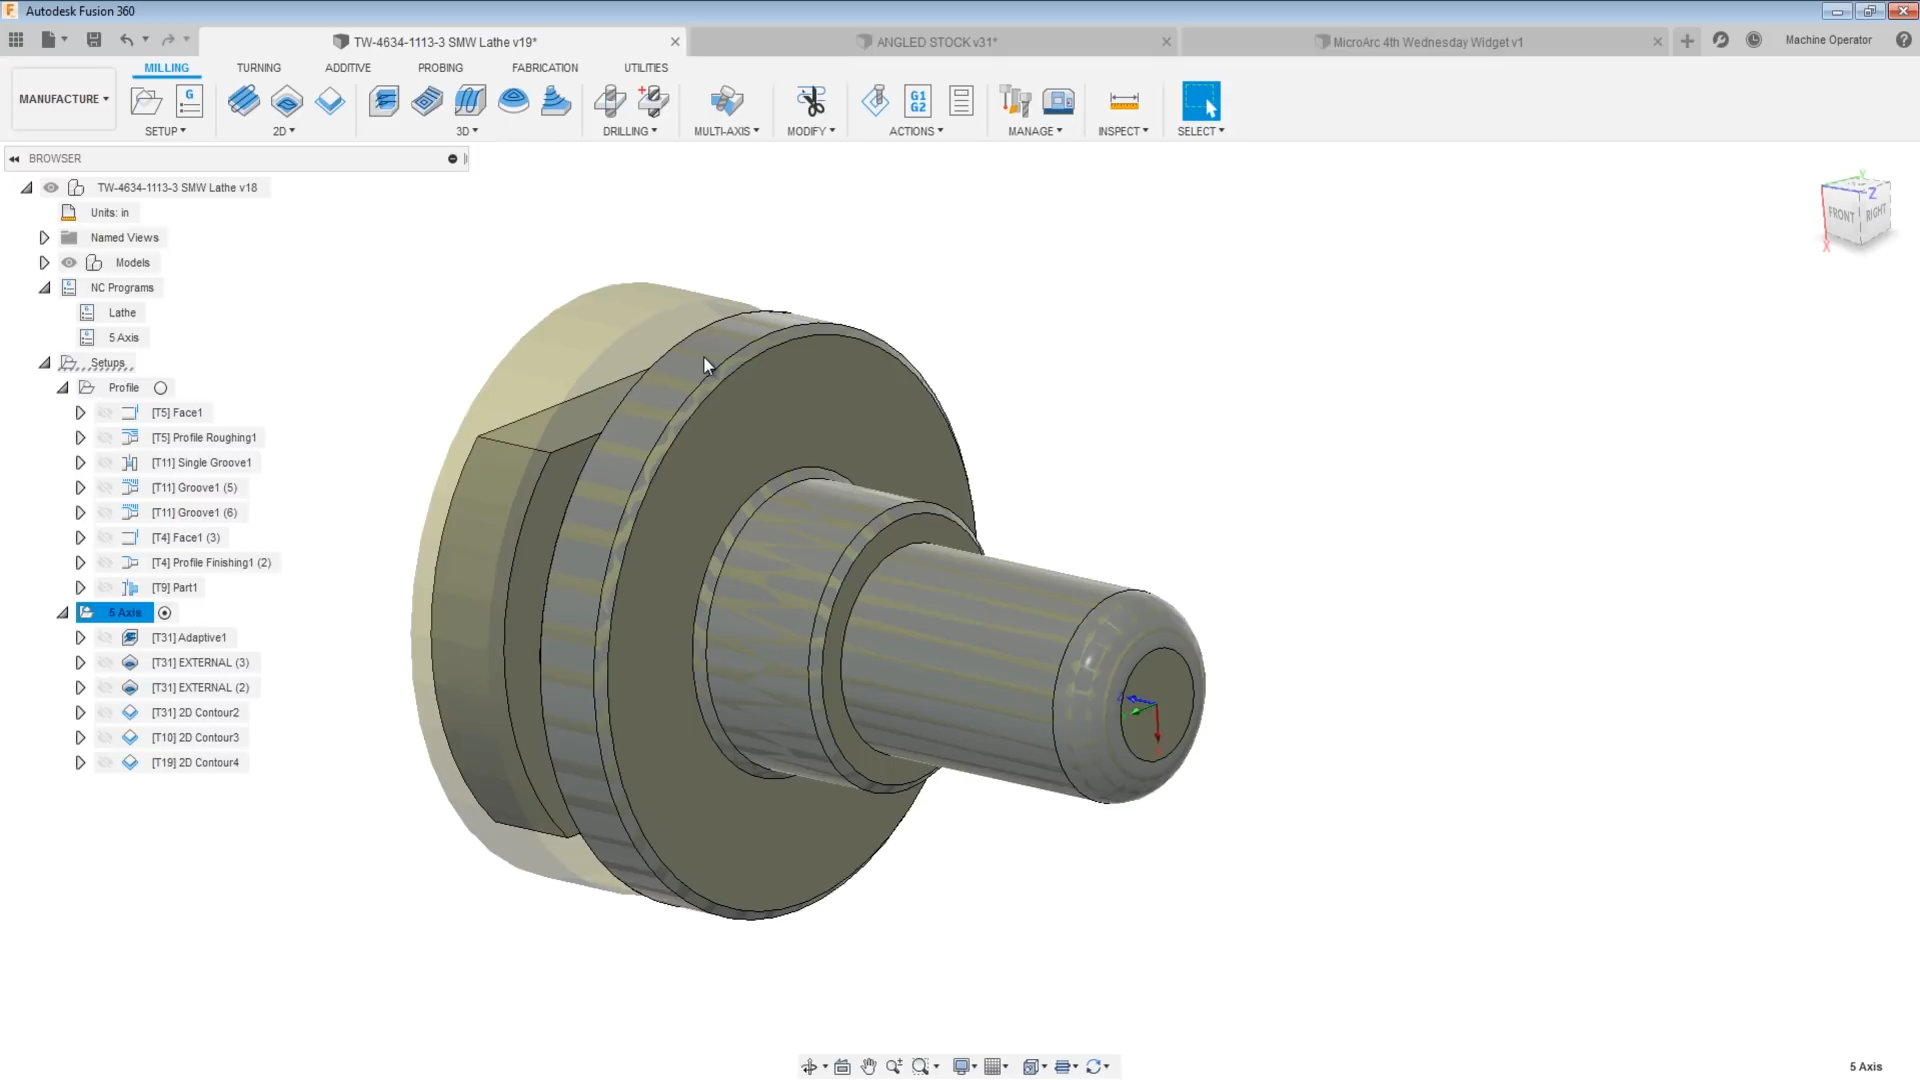 Autodesk Fusion 360
TW-4634-1113-3 SMW Lathe v19*
ANGLED STOCK v31*
MicroArc 4th Wednesday Widget v1
Machine Operator
MILLING
TURNING
ADDITIVE
PROBING
FABRICATION
UTILITIES
MANUFACTURE
SETUP
2D
3D
DRILLING
MULTI-AXIS
MODIFY
G1
G2
ACTIONS
MANAGE
INSPECT
SELECT
BROWSER
TW-4634-1113-3 SMW Lathe v18
Units: in
Named Views
Models
NC Programs
Lathe
5 Axis
Setups
Profile
[T5] Face1
[T5] Profile Roughing1
[T11] Single Groove1
[T11] Groove1 (5)
[T11] Groove1 (6)
[T4] Face1 (3)
[T4] Profile Finishing1 (2)
[T9] Part1
5 Axis
[T31] Adaptive1
[T31] EXTERNAL (3)
[T31] EXTERNAL (2)
[T31] 2D Contour2
[T10] 2D Contour3
[T19] 2D Contour4
Y
Z
FRONT
RIGHT
X
5 Axis